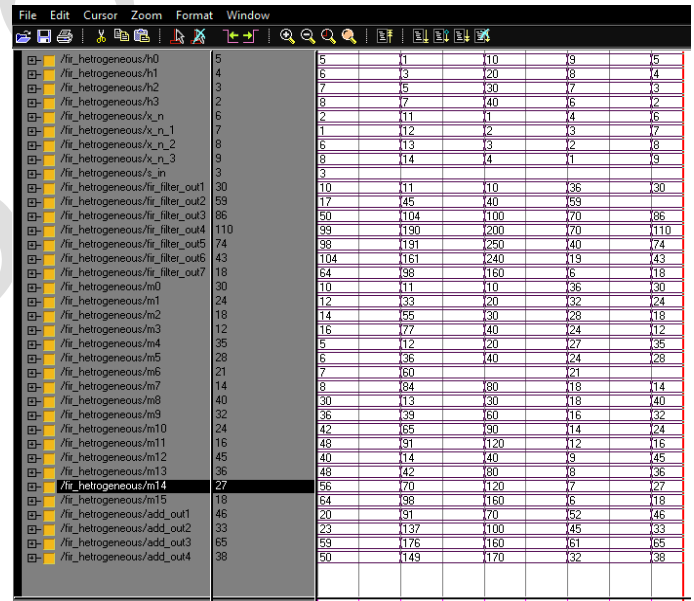 File Edit Cursor Zoom Format Window
/fir_hetrogeneous/h0 5 5 1 10 9 5
/fir_hetrogeneous/h1 4 6 3 20 8 4
/fir_hetrogeneous/h2 3 7 5 30 7 3
/fir_hetrogeneous/h3 2 8 7 40 6 2
/fir_hetrogeneous/x_n 6 2 11 1 4 6
/fir_hetrogeneous/x_n_1 7 1 12 2 3 7
/fir_hetrogeneous/x_n_2 8 6 13 3 2 8
/fir_hetrogeneous/x_n_3 9 8 14 4 1 9
/fir_hetrogeneous/s_in 3 3
/fir_hetrogeneous/fir_filter_out1 30 10 11 10 36 30
/fir_hetrogeneous/fir_filter_out2 59 17 45 40 59
/fir_hetrogeneous/fir_filter_out3 86 50 104 100 70 86
/fir_hetrogeneous/fir_filter_out4 110 99 190 200 70 110
/fir_hetrogeneous/fir_filter_out5 74 98 191 250 40 74
/fir_hetrogeneous/fir_filter_out6 43 104 161 240 19 43
/fir_hetrogeneous/fir_filter_out7 18 64 98 160 6 18
/fir_hetrogeneous/m0 30 10 11 10 36 30
/fir_hetrogeneous/m1 24 12 33 20 32 24
/fir_hetrogeneous/m2 18 14 55 30 28 18
/fir_hetrogeneous/m3 12 16 77 40 24 12
/fir_hetrogeneous/m4 35 5 12 20 27 35
/fir_hetrogeneous/m5 28 6 36 40 24 28
/fir_hetrogeneous/m6 21 7 60 21
/fir_hetrogeneous/m7 14 8 84 80 18 14
/fir_hetrogeneous/m8 40 30 13 30 18 40
/fir_hetrogeneous/m9 32 36 39 60 16 32
/fir_hetrogeneous/m10 24 42 65 90 14 24
/fir_hetrogeneous/m11 16 48 91 120 12 16
/fir_hetrogeneous/m12 45 40 14 40 9 45
/fir_hetrogeneous/m13 36 48 42 80 8 36
/fir_hetrogeneous/m14 27 56 70 120 7 27
/fir_hetrogeneous/m15 18 64 98 160 6 18
/fir_hetrogeneous/add_out1 46 20 91 70 52 46
/fir_hetrogeneous/add_out2 33 23 137 100 45 33
/fir_hetrogeneous/add_out3 65 59 176 160 61 65
/fir_hetrogeneous/add_out4 38 50 149 170 32 38